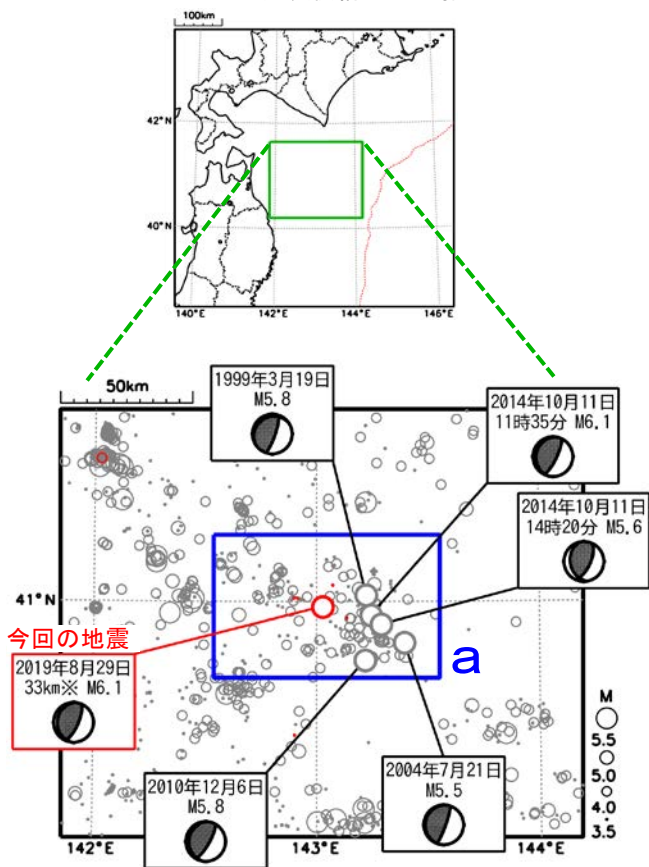 100km
42°N
40°N
140°E
142°E
144°E
146°E
50km
1999年3月19日
M5.8
2014年10月11日
11時35分 M6.1
2014年10月11日
14時20分 M5.6
41°N
今回の地震
2019年8月29日
33km※ M6.1
a
2010年12月6日
M5.8
2004年7月21日
M5.5
M
5.5
5.0
4.0
3.5
142°E
143°E
144°E